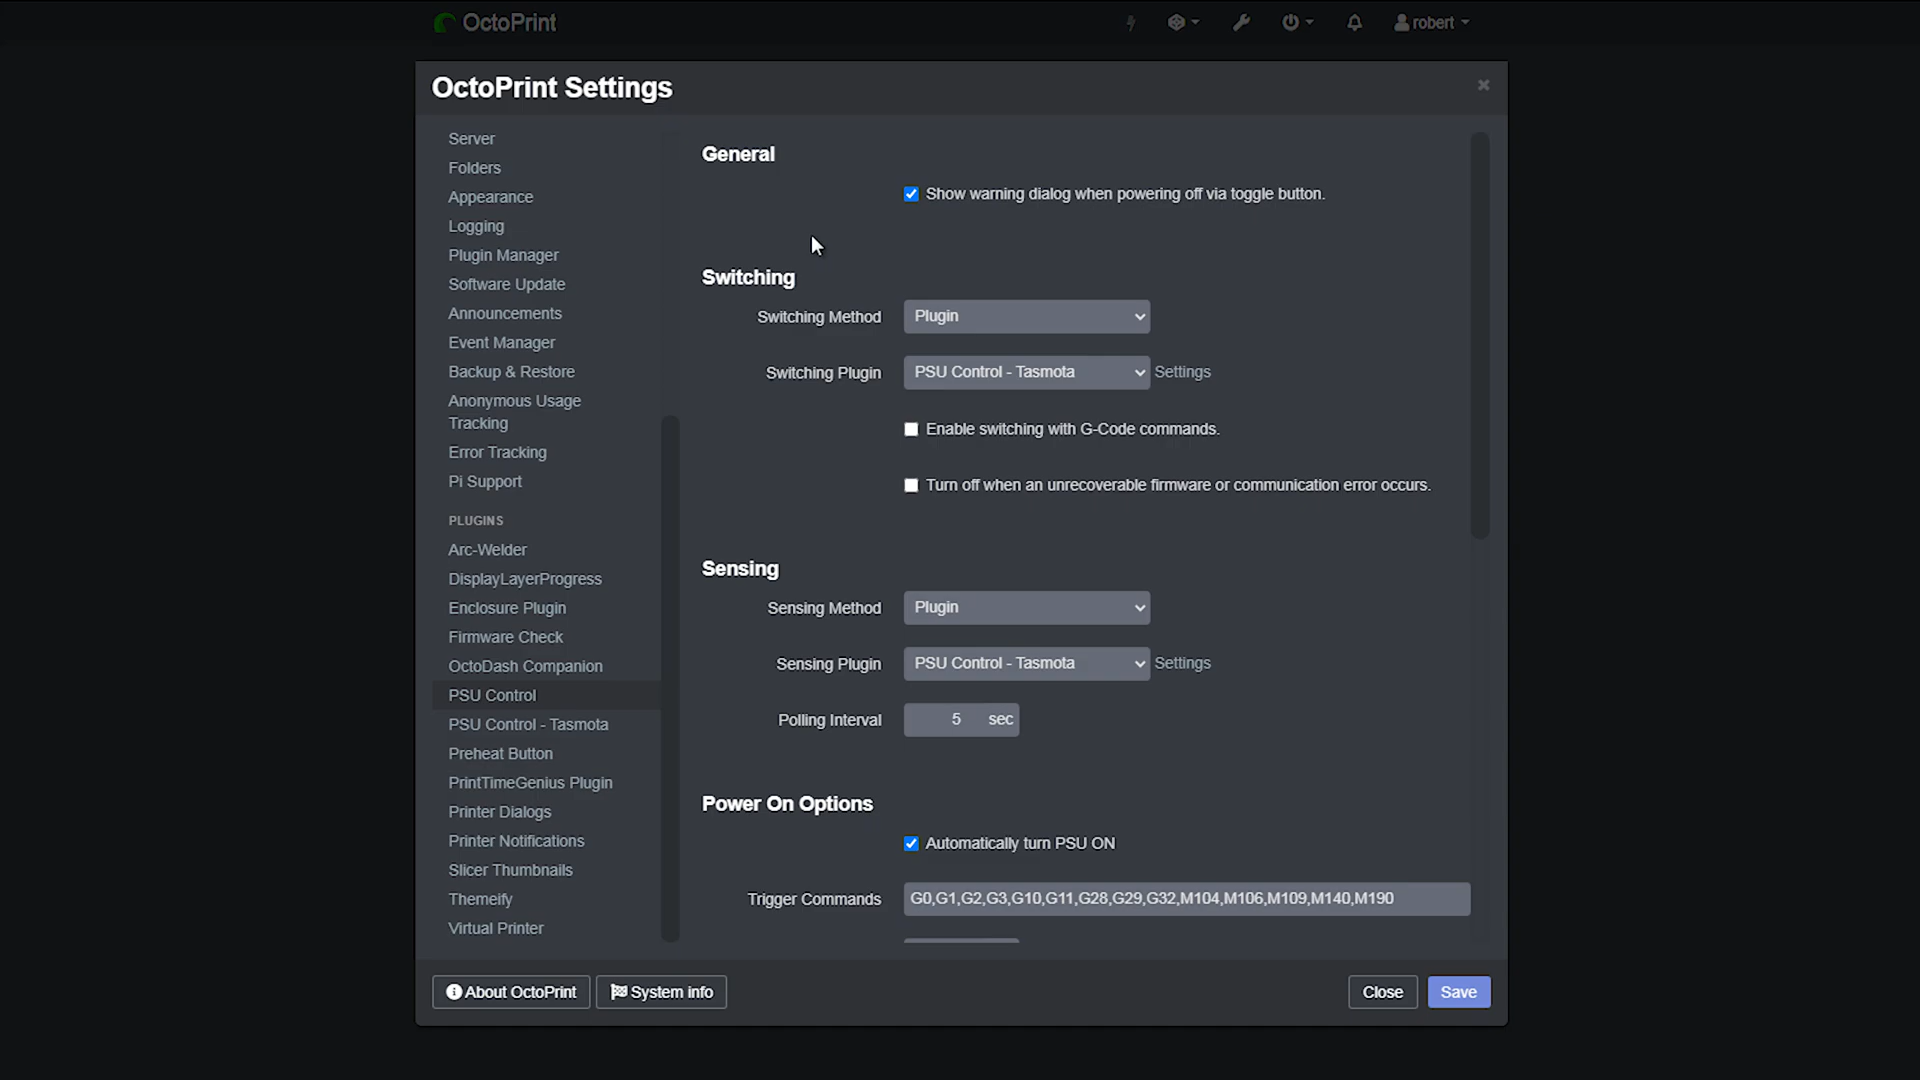 OctoPrint
robert
OctoPrint Settings
×
Server
Folders
Appearance
Logging
Plugin Manager
Software Update
Announcements
Event Manager
Backup & Restore
Anonymous Usage
Tracking
Error Tracking
Pi Support
PLUGINS
Arc-Welder
DisplayLayerProgress
Enclosure Plugin
Firmware Check
OctoDash Companion
PSU Control
PSU Control - Tasmota
Preheat Button
PrintTimeGenius Plugin
Printer Dialogs
Printer Notifications
Slicer Thumbnails
Themeify
Virtual Printer
General
Show warning dialog when powering off via toggle button.
Switching
Switching Method Plugin
Switching Plugin PSU Control - Tasmota Settings
Enable switching with G-Code commands.
Turn off when an unrecoverable firmware or communication error occurs.
Sensing
Sensing Method Plugin
Sensing Plugin PSU Control - Tasmota Settings
Polling Interval 5 sec
Power On Options
Automatically turn PSU ON
Trigger Commands G0,G1,G2,G3,G10,G11,G28,G29,G32,M104,M106,M109,M140,M190
About OctoPrint System info Close Save